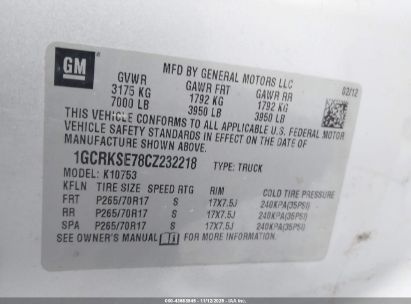 GM
MFD BY GENERAL MOTORS LLC
02/12
GVWR GAWR FRT GAWR RR
3175 KG 1792 KG 1792 KG
7000 LB 3950 LB 3950 LB
THIS VEHICLE CONFORMS TO ALL APPLICABLE U.S. FEDERAL MOTOR
VEHICLE SAFETY STANDARDS IN EFFECT ON THE DATE OF
MANUFACTURE SHOWN ABOVE.
1GCRKSE78CZ232218 TYPE: TRUCK
MODEL: K10753
KFLN TIRE SIZE SPEED RTG RIM COLD TIRE PRESSURE
FRT P265/70R17 S 17X7.5J 240KPA(35PSI)
RR P265/70R17 S 17X7.5J 240KPA(35PSI)
SPA P265/70R17 S 17X7.5J 240KPA(35PSI)
SEE OWNER'S MANUAL FOR MORE INFORMATION.